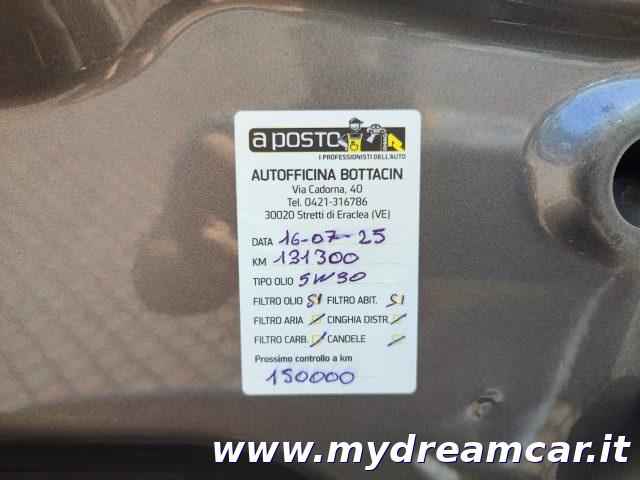 a posto
I PROFESSIONISTI DELL'AUTO
AUTOFFICINA BOTTACIN
Via Cadorna, 40
Tel. 0421-316786
30020 Stretti di Eraclea (VE)
DATA 16-07-25
KM 131300
TIPO OLIO 5W30
FILTRO OLIO SI FILTRO ABIT. SI
FILTRO ARIA CINGHIA DISTR.
FILTRO CARB. CANDELE
Prossimo controllo a km
150000
www.mydreamcar.it